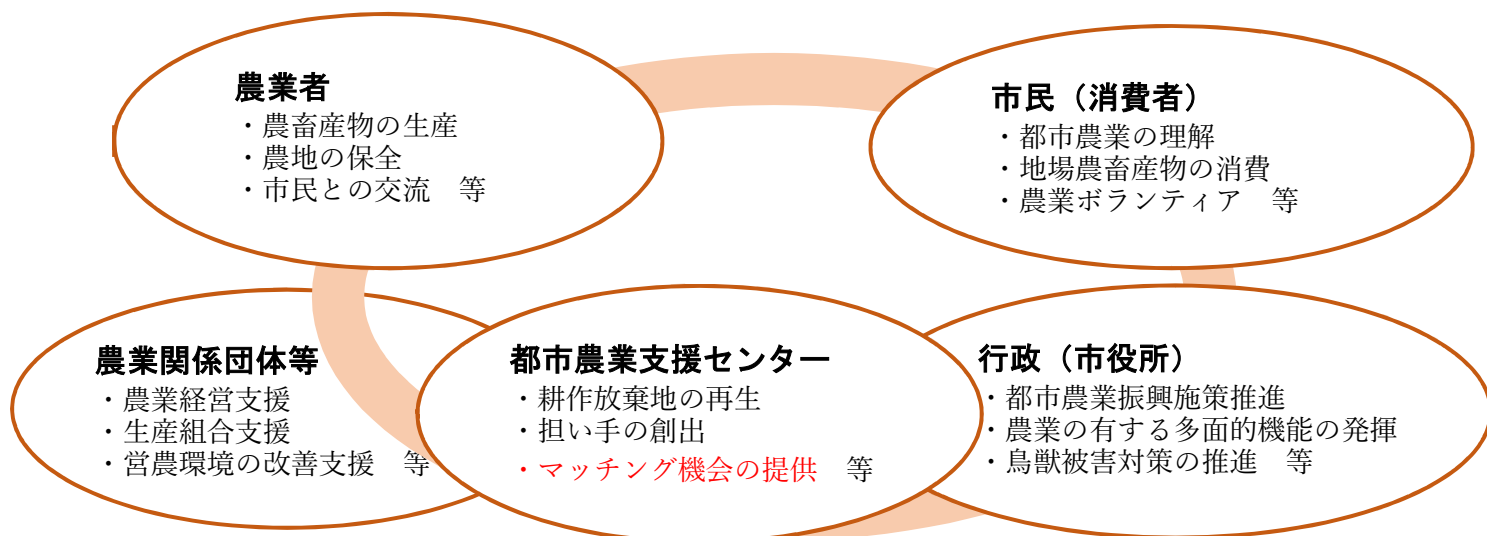 農業者
・農畜産物の生産
・農地の保全
・市民との交流　等
市民（消費者）
・都市農業の理解
・地場農畜産物の消費
・農業ボランティア　等
農業関係団体等
・農業経営支援
・生産組合支援
・営農環境の改善支援　等
都市農業支援センター
・耕作放棄地の再生
・担い手の創出
・マッチング機会の提供　等
行政（市役所）
・都市農業振興施策推進
・農業の有する多面的機能の発揮
・鳥獣被害対策の推進　等